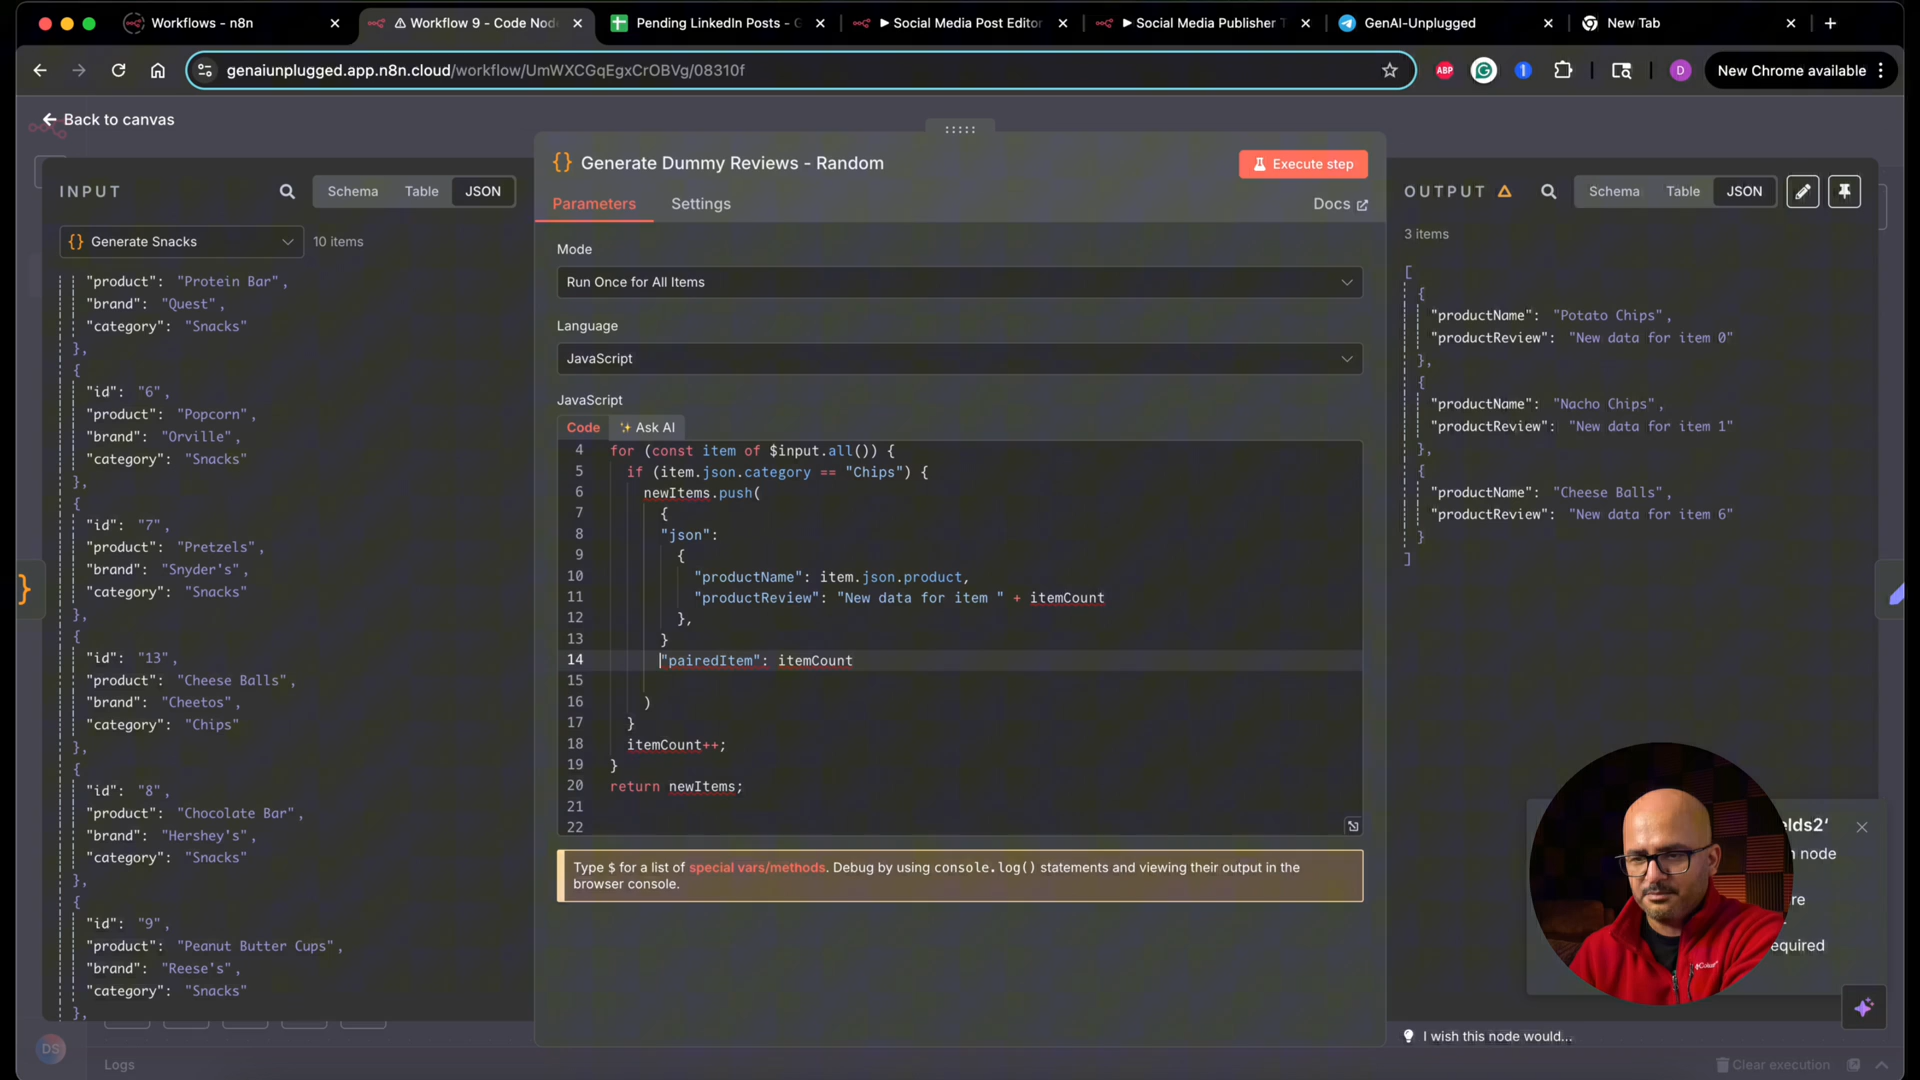 Workflows - n8n
⚠ Workflow 9 - Code Node
Pending LinkedIn Posts - G
▶ Social Media Post Editor
▶ Social Media Publisher T
GenAI-Unplugged
New Tab
genaiunplugged.app.n8n.cloud/workflow/UmWXCGqEgxCrOBVg/08310f
ABP
1
D
New Chrome available
Back to canvas
INPUT
Schema
Table
JSON
Generate Snacks
10 items
"product": "Protein Bar",
"brand": "Quest",
"category": "Snacks"
},
{
"id": "6",
"product": "Popcorn",
"brand": "Orville",
"category": "Snacks"
},
{
"id": "7",
"product": "Pretzels",
"brand": "Snyder's",
"category": "Snacks"
},
{
"id": "13",
"product": "Cheese Balls",
"brand": "Cheetos",
"category": "Chips"
},
{
"id": "8",
"product": "Chocolate Bar",
"brand": "Hershey's",
"category": "Snacks"
},
{
"id": "9",
"product": "Peanut Butter Cups",
"brand": "Reese's",
"category": "Snacks"
},
{} Generate Dummy Reviews - Random
Execute step
Parameters
Settings
Docs
Mode
Run Once for All Items
Language
JavaScript
JavaScript
Code
Ask AI
4 for (const item of $input.all()) {
5 if (item.json.category == "Chips") {
6 newItems.push(
7 {
8 "json":
9 {
10 "productName": item.json.product,
11 "productReview": "New data for item " + itemCount
12 },
13 }
14 "pairedItem": itemCount
15
16 )
17 }
18 itemCount++;
19 }
20 return newItems;
21
22
Type $ for a list of special vars/methods. Debug by using console.log() statements and viewing their output in the
browser console.
OUTPUT
Schema
Table
JSON
3 items
[
{
"productName": "Potato Chips",
"productReview": "New data for item 0"
},
{
"productName": "Nacho Chips",
"productReview": "New data for item 1"
},
{
"productName": "Cheese Balls",
"productReview": "New data for item 6"
}
]
elds2‘
n node
re
equired
I wish this node would...
DS
Logs
Clear execution